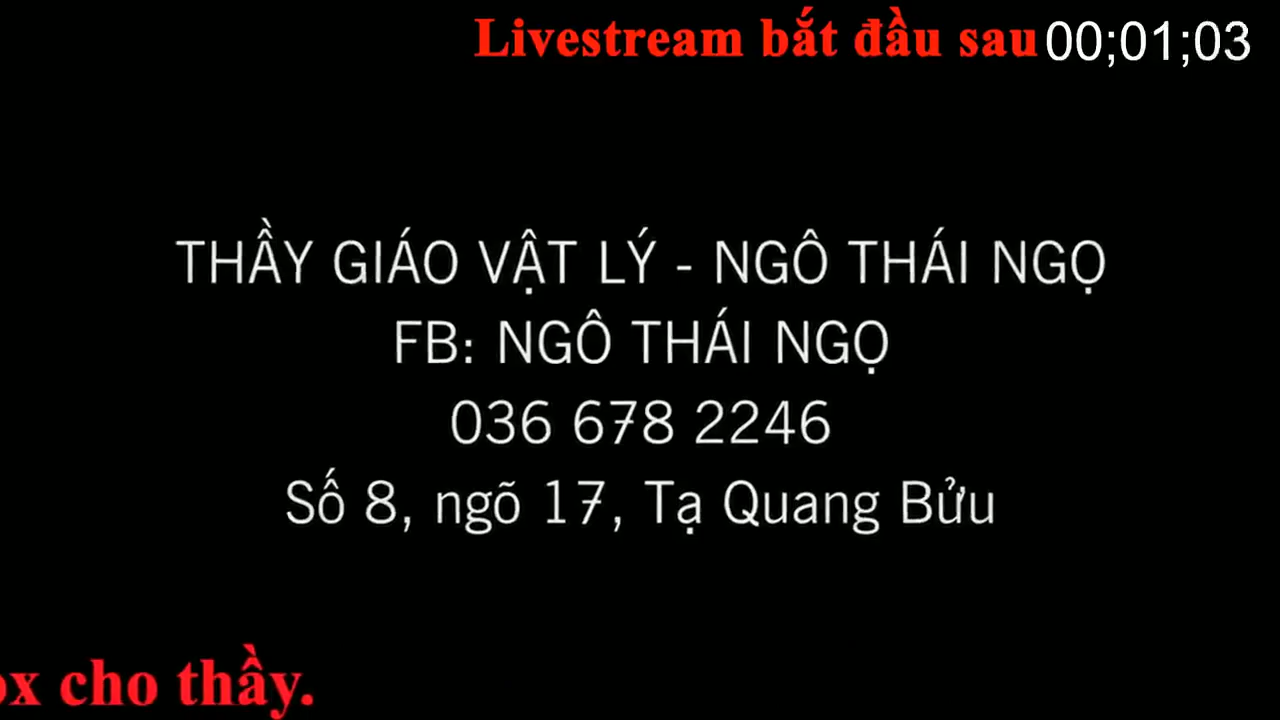 Livestream bắt đầu sau 00;01;03
THẦY GIÁO VẬT LÝ - NGÔ THÁI NGỌ
FB: NGÔ THÁI NGỌ
036 678 2246
Số 8, ngõ 17, Tạ Quang Bửu
cho thầy.